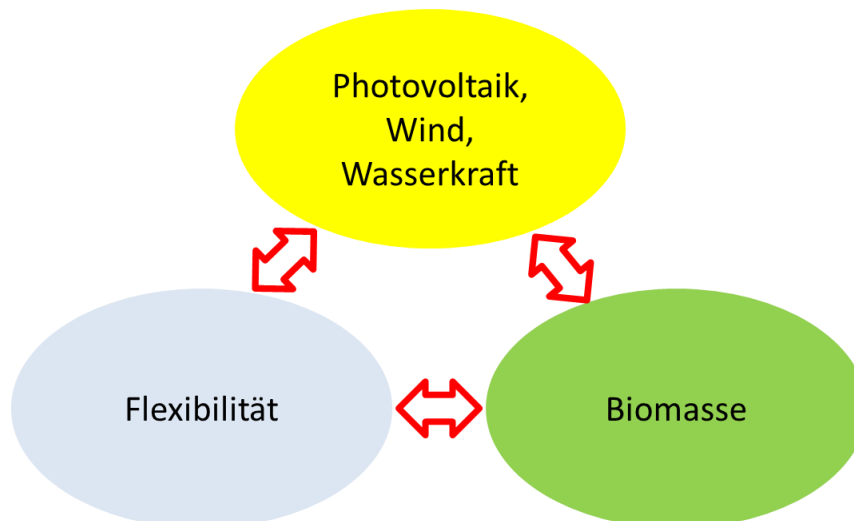 Photovoltaik,
Wind,
Wasserkraft
Flexibilität
Biomasse